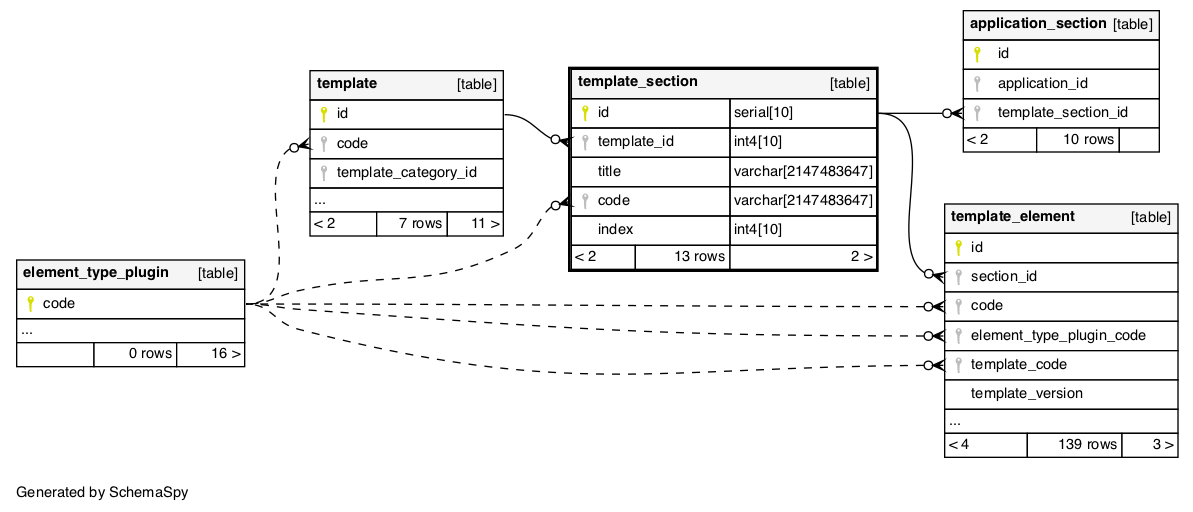 application_section [table]
id
application_id
template_section_id
< 2 10 rows
template [table]
id
code
template_category_id
...
< 2 7 rows 11 >
template_section [table]
id serial[10]
template_id int4[10]
title varchar[2147483647]
code varchar[2147483647]
index int4[10]
< 2 13 rows 2 >
template_element [table]
id
section_id
code
element_type_plugin_code
template_code
template_version
...
< 4 139 rows 3 >
element_type_plugin [table]
code
...
0 rows 16 >
Generated by SchemaSpy